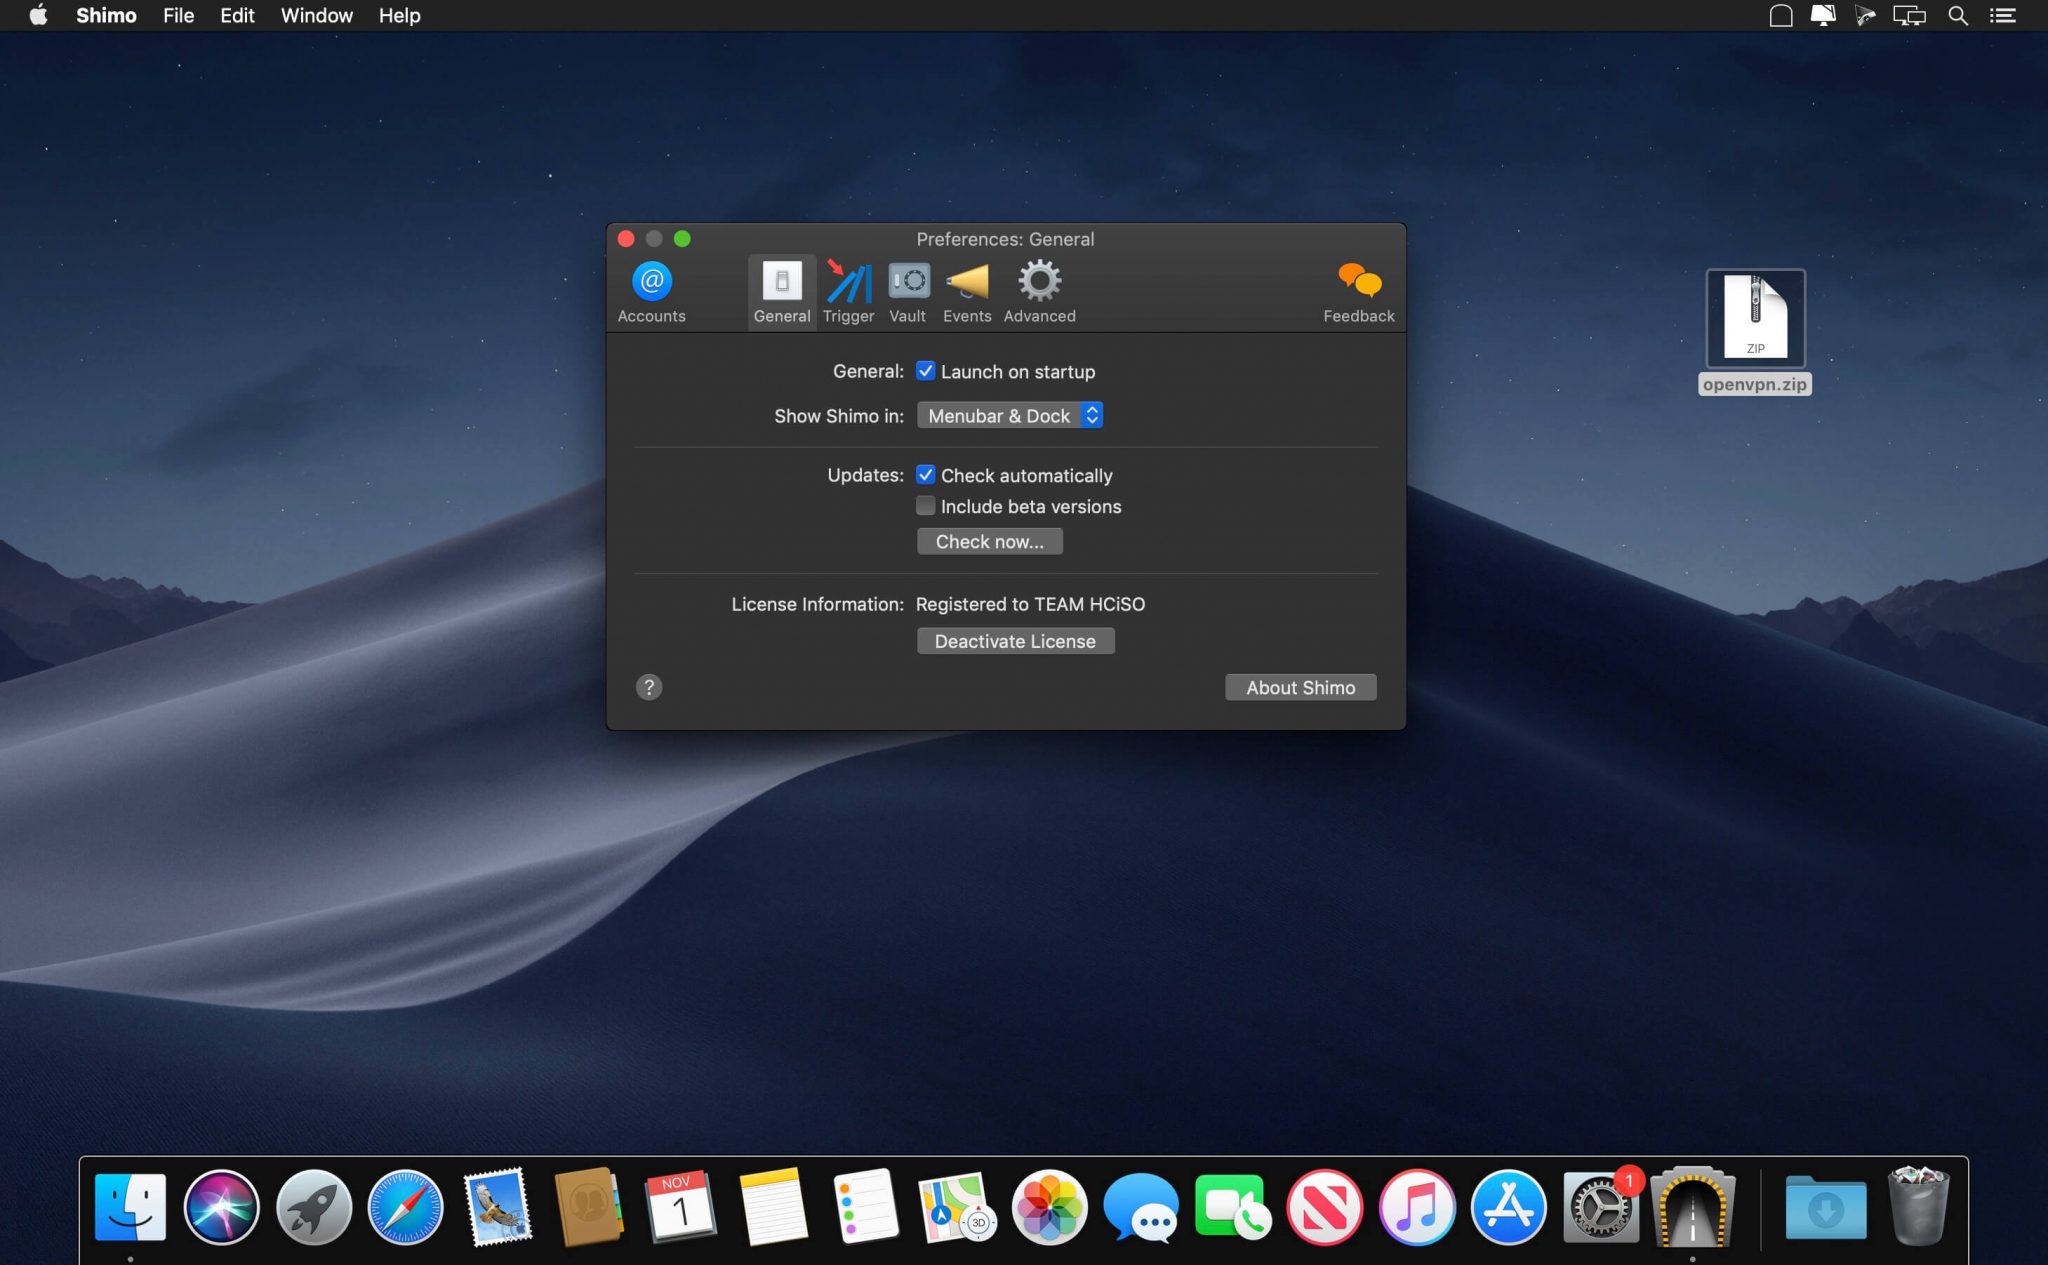 Shimo File Edit Window Help
Preferences: General
Accounts General Trigger Vault Events Advanced Feedback
General: Launch on startup
Show Shimo in: Menubar & Dock
Updates: Check automatically
Include beta versions
Check now...
License Information: Registered to TEAM HCiSO
Deactivate License
? About Shimo
ZIP
openvpn.zip
NOV
1
3D
1